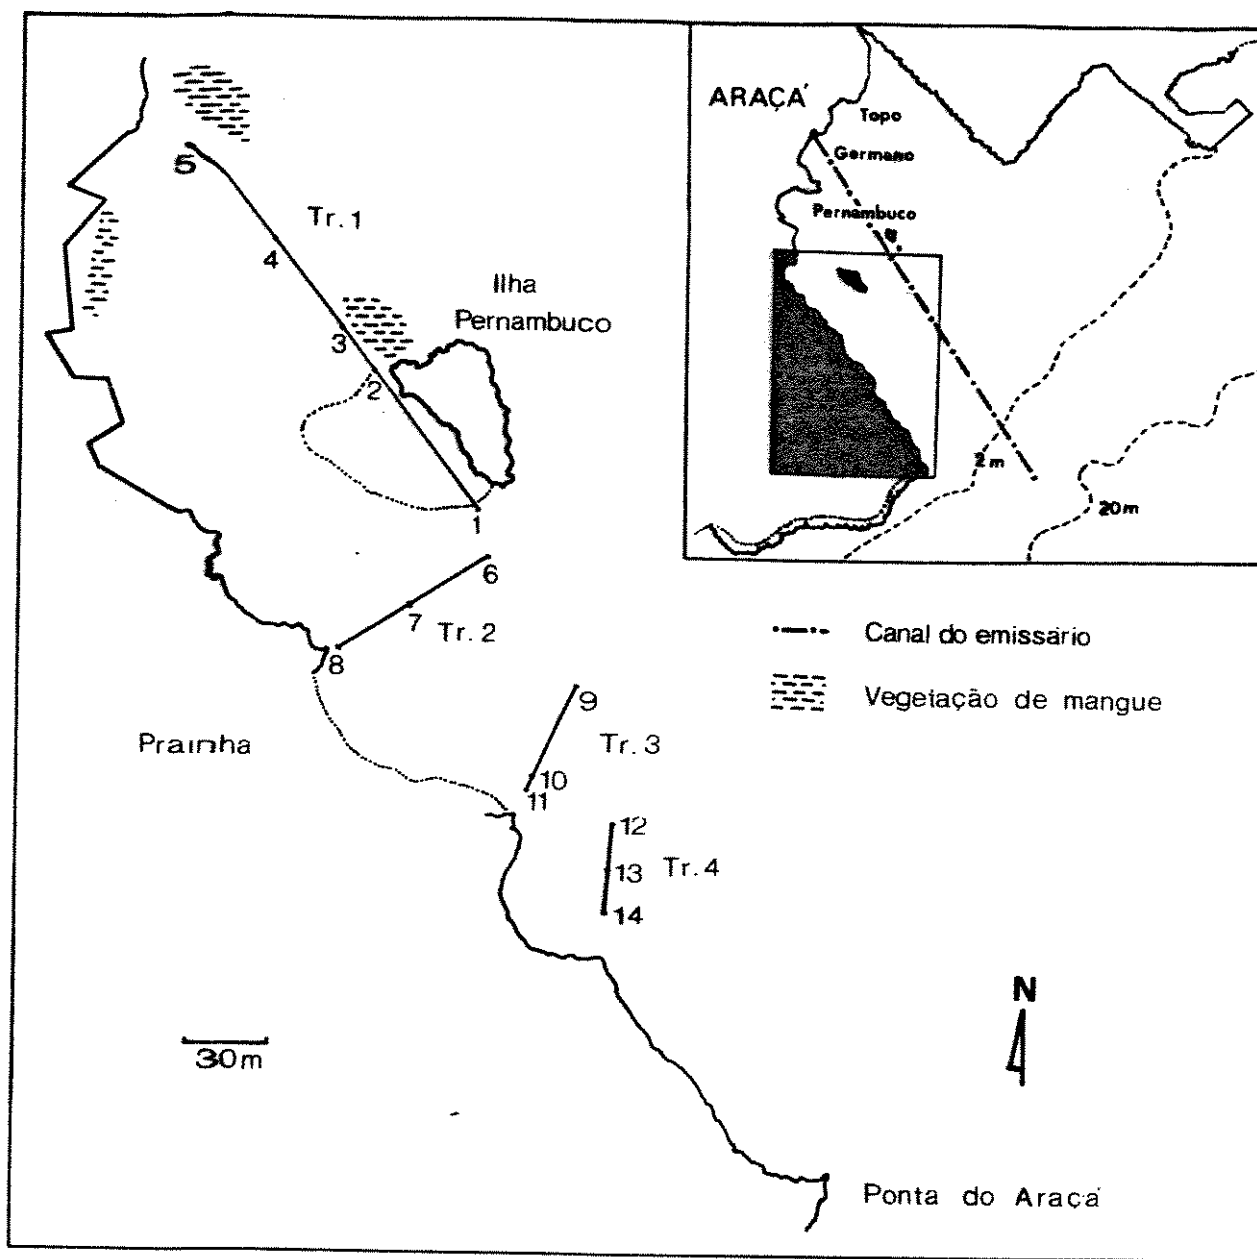 ARAÇÁ
Topo
Germano
Pernambuco
2m
20m
5
Tr.1
4
Ilha
Pernambuco
3
2
1
6
7
Tr.2
8
Canal do emissário
Vegetação de mangue
9
Prainha
Tr.3
10
11
12
13
Tr.4
14
N
30m
Ponta do Araçá